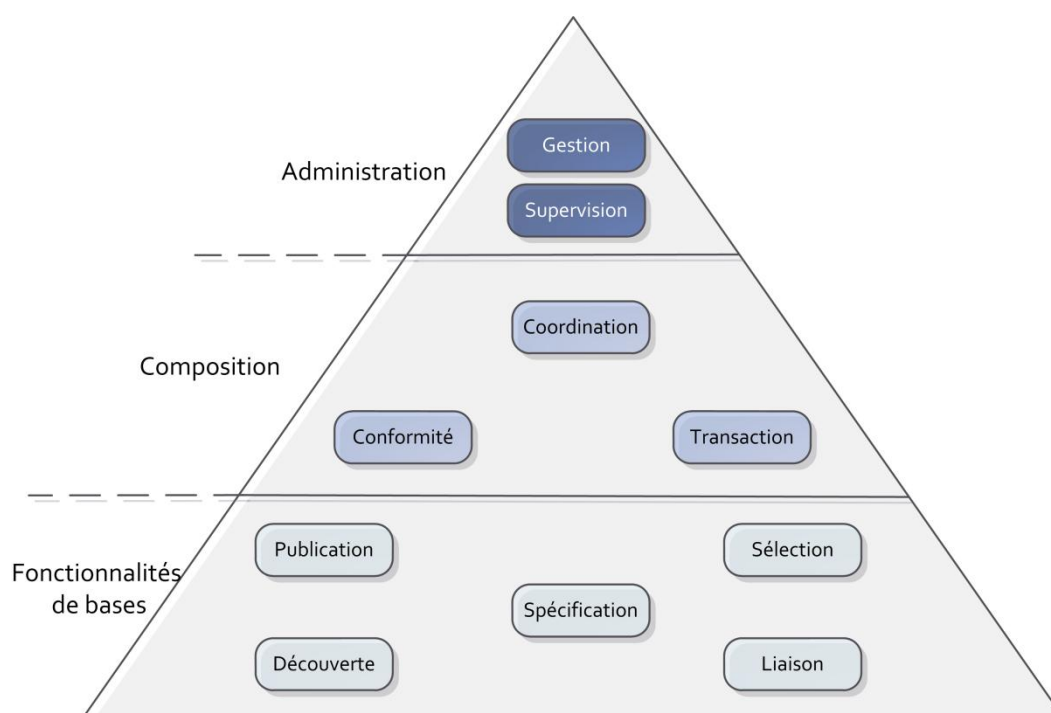 Gestion
Administration
Supervision
Coordination
Composition
Conformité
Transaction
Publication
Sélection
Fonctionnalités
de bases
Spécification
Découverte
Liaison